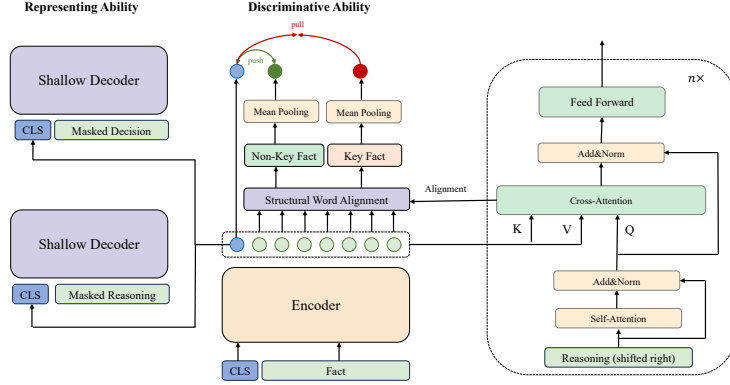 Representing Ability
Discriminative Ability
pull
push
Shallow Decoder
CLS
Masked Decision
Shallow Decoder
CLS
Masked Reasoning
Mean Pooling
Mean Pooling
Non-Key Fact
Key Fact
Structural Word Alignment
Encoder
CLS
Fact
Alignment
n×
Feed Forward
Add&Norm
Cross-Attention
K
V
Q
Add&Norm
Self-Attention
Reasoning (shifted right)